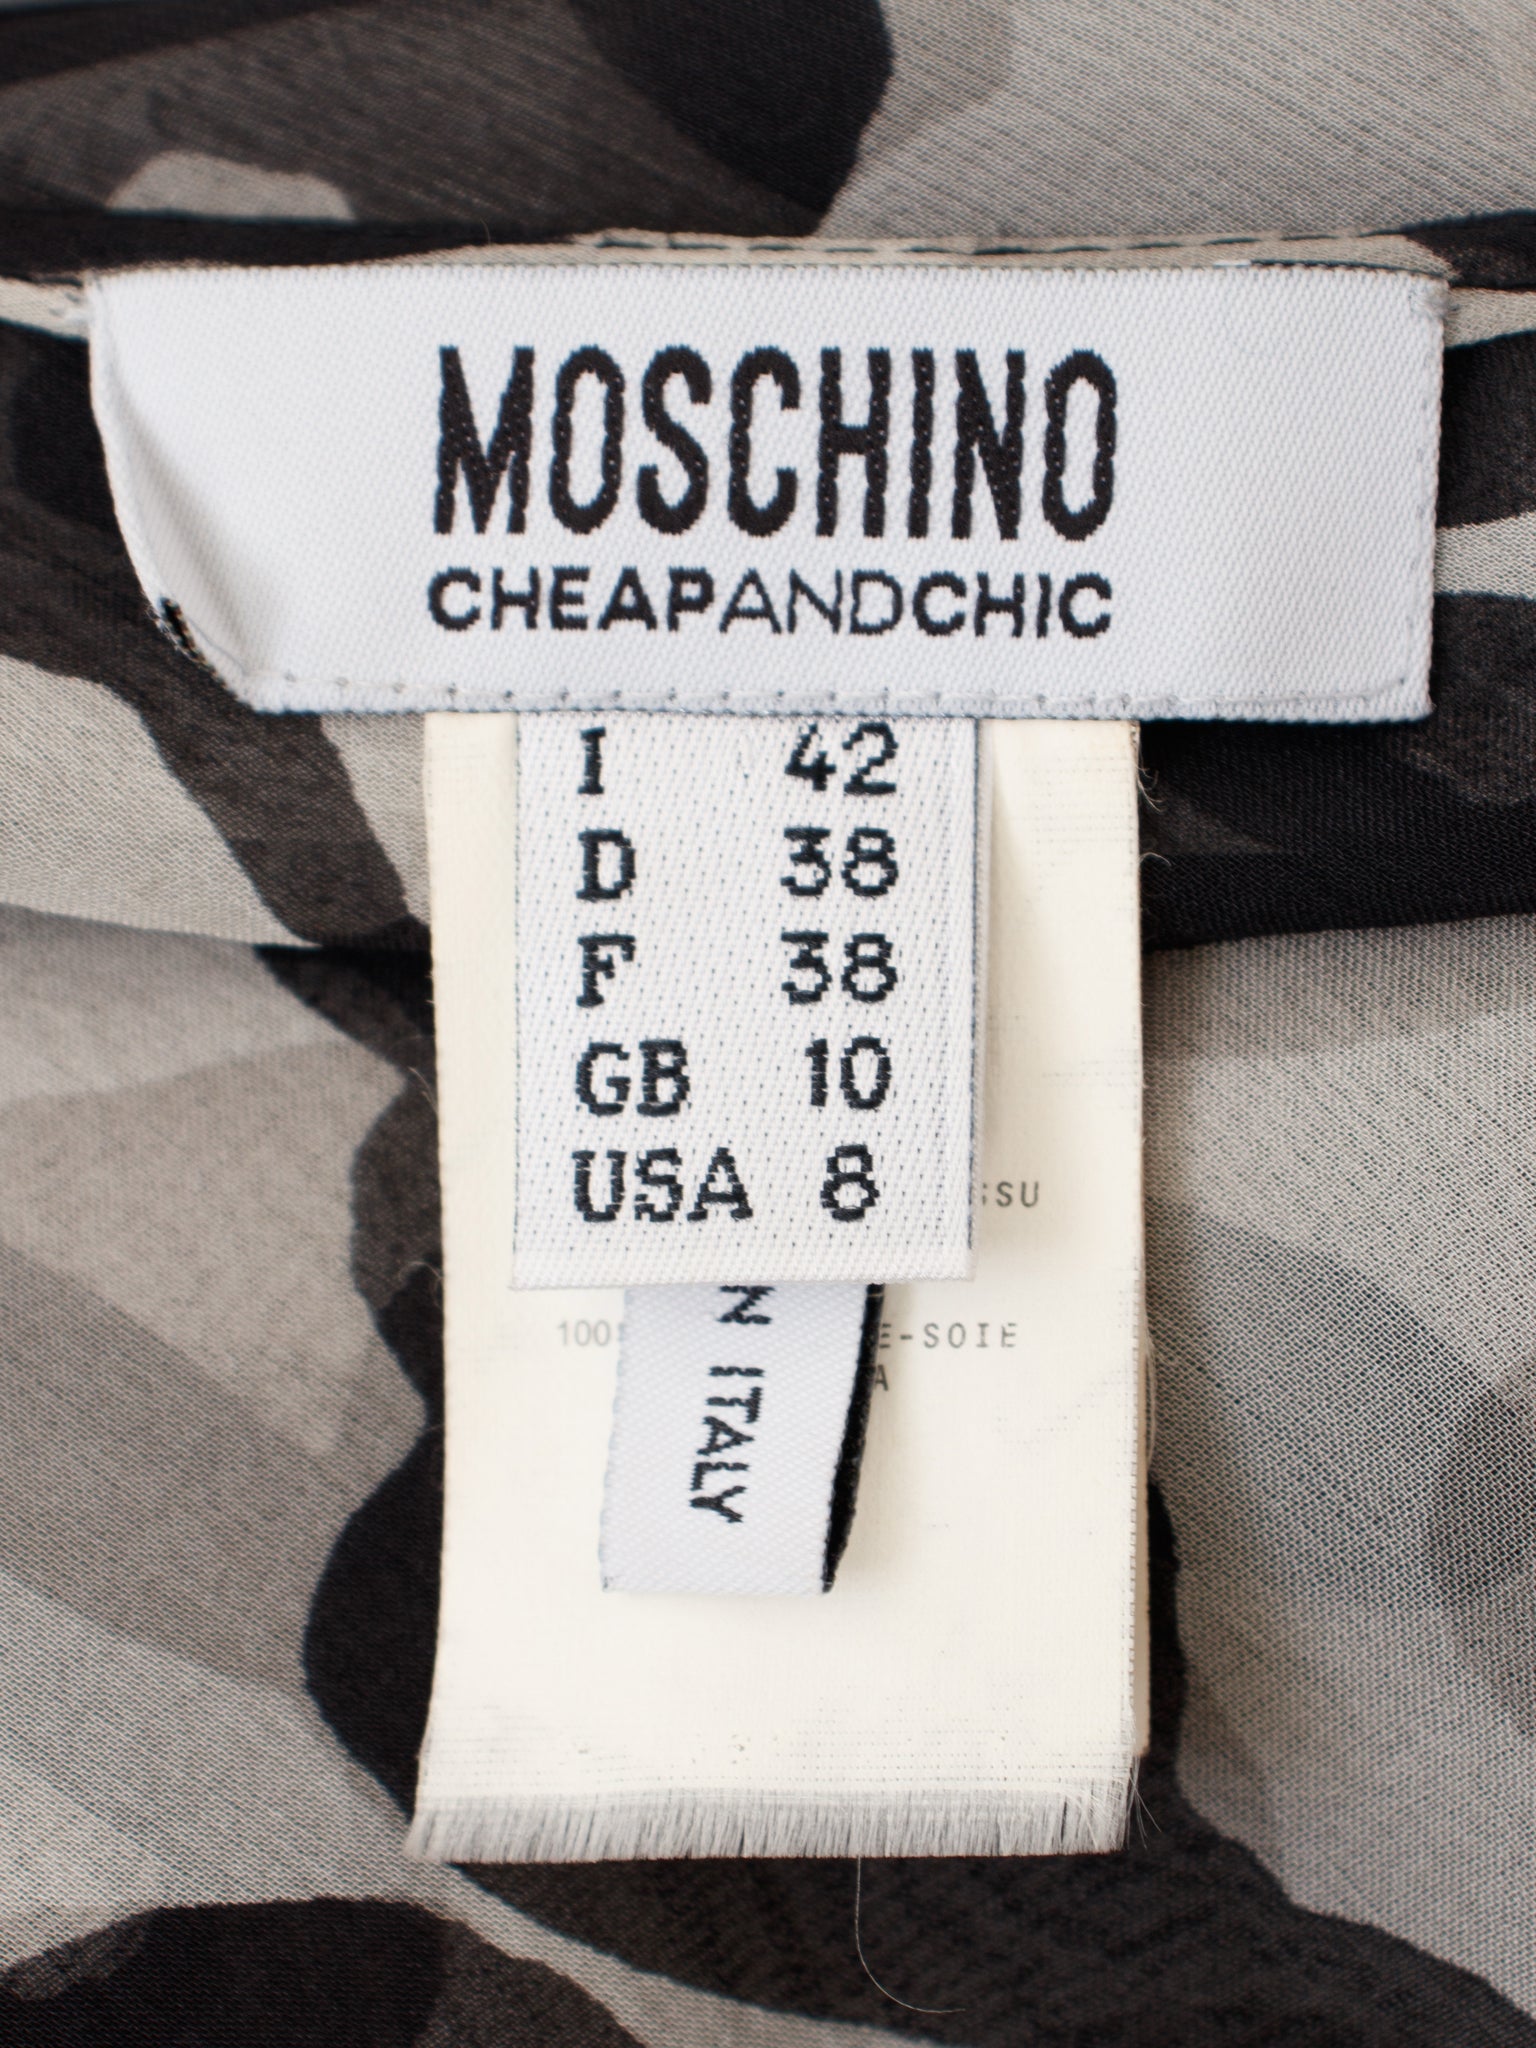 MOSCHINO
CHEAPANDCHIC
I 42
D 38
F 38
GB 10
USA 8
ITALY